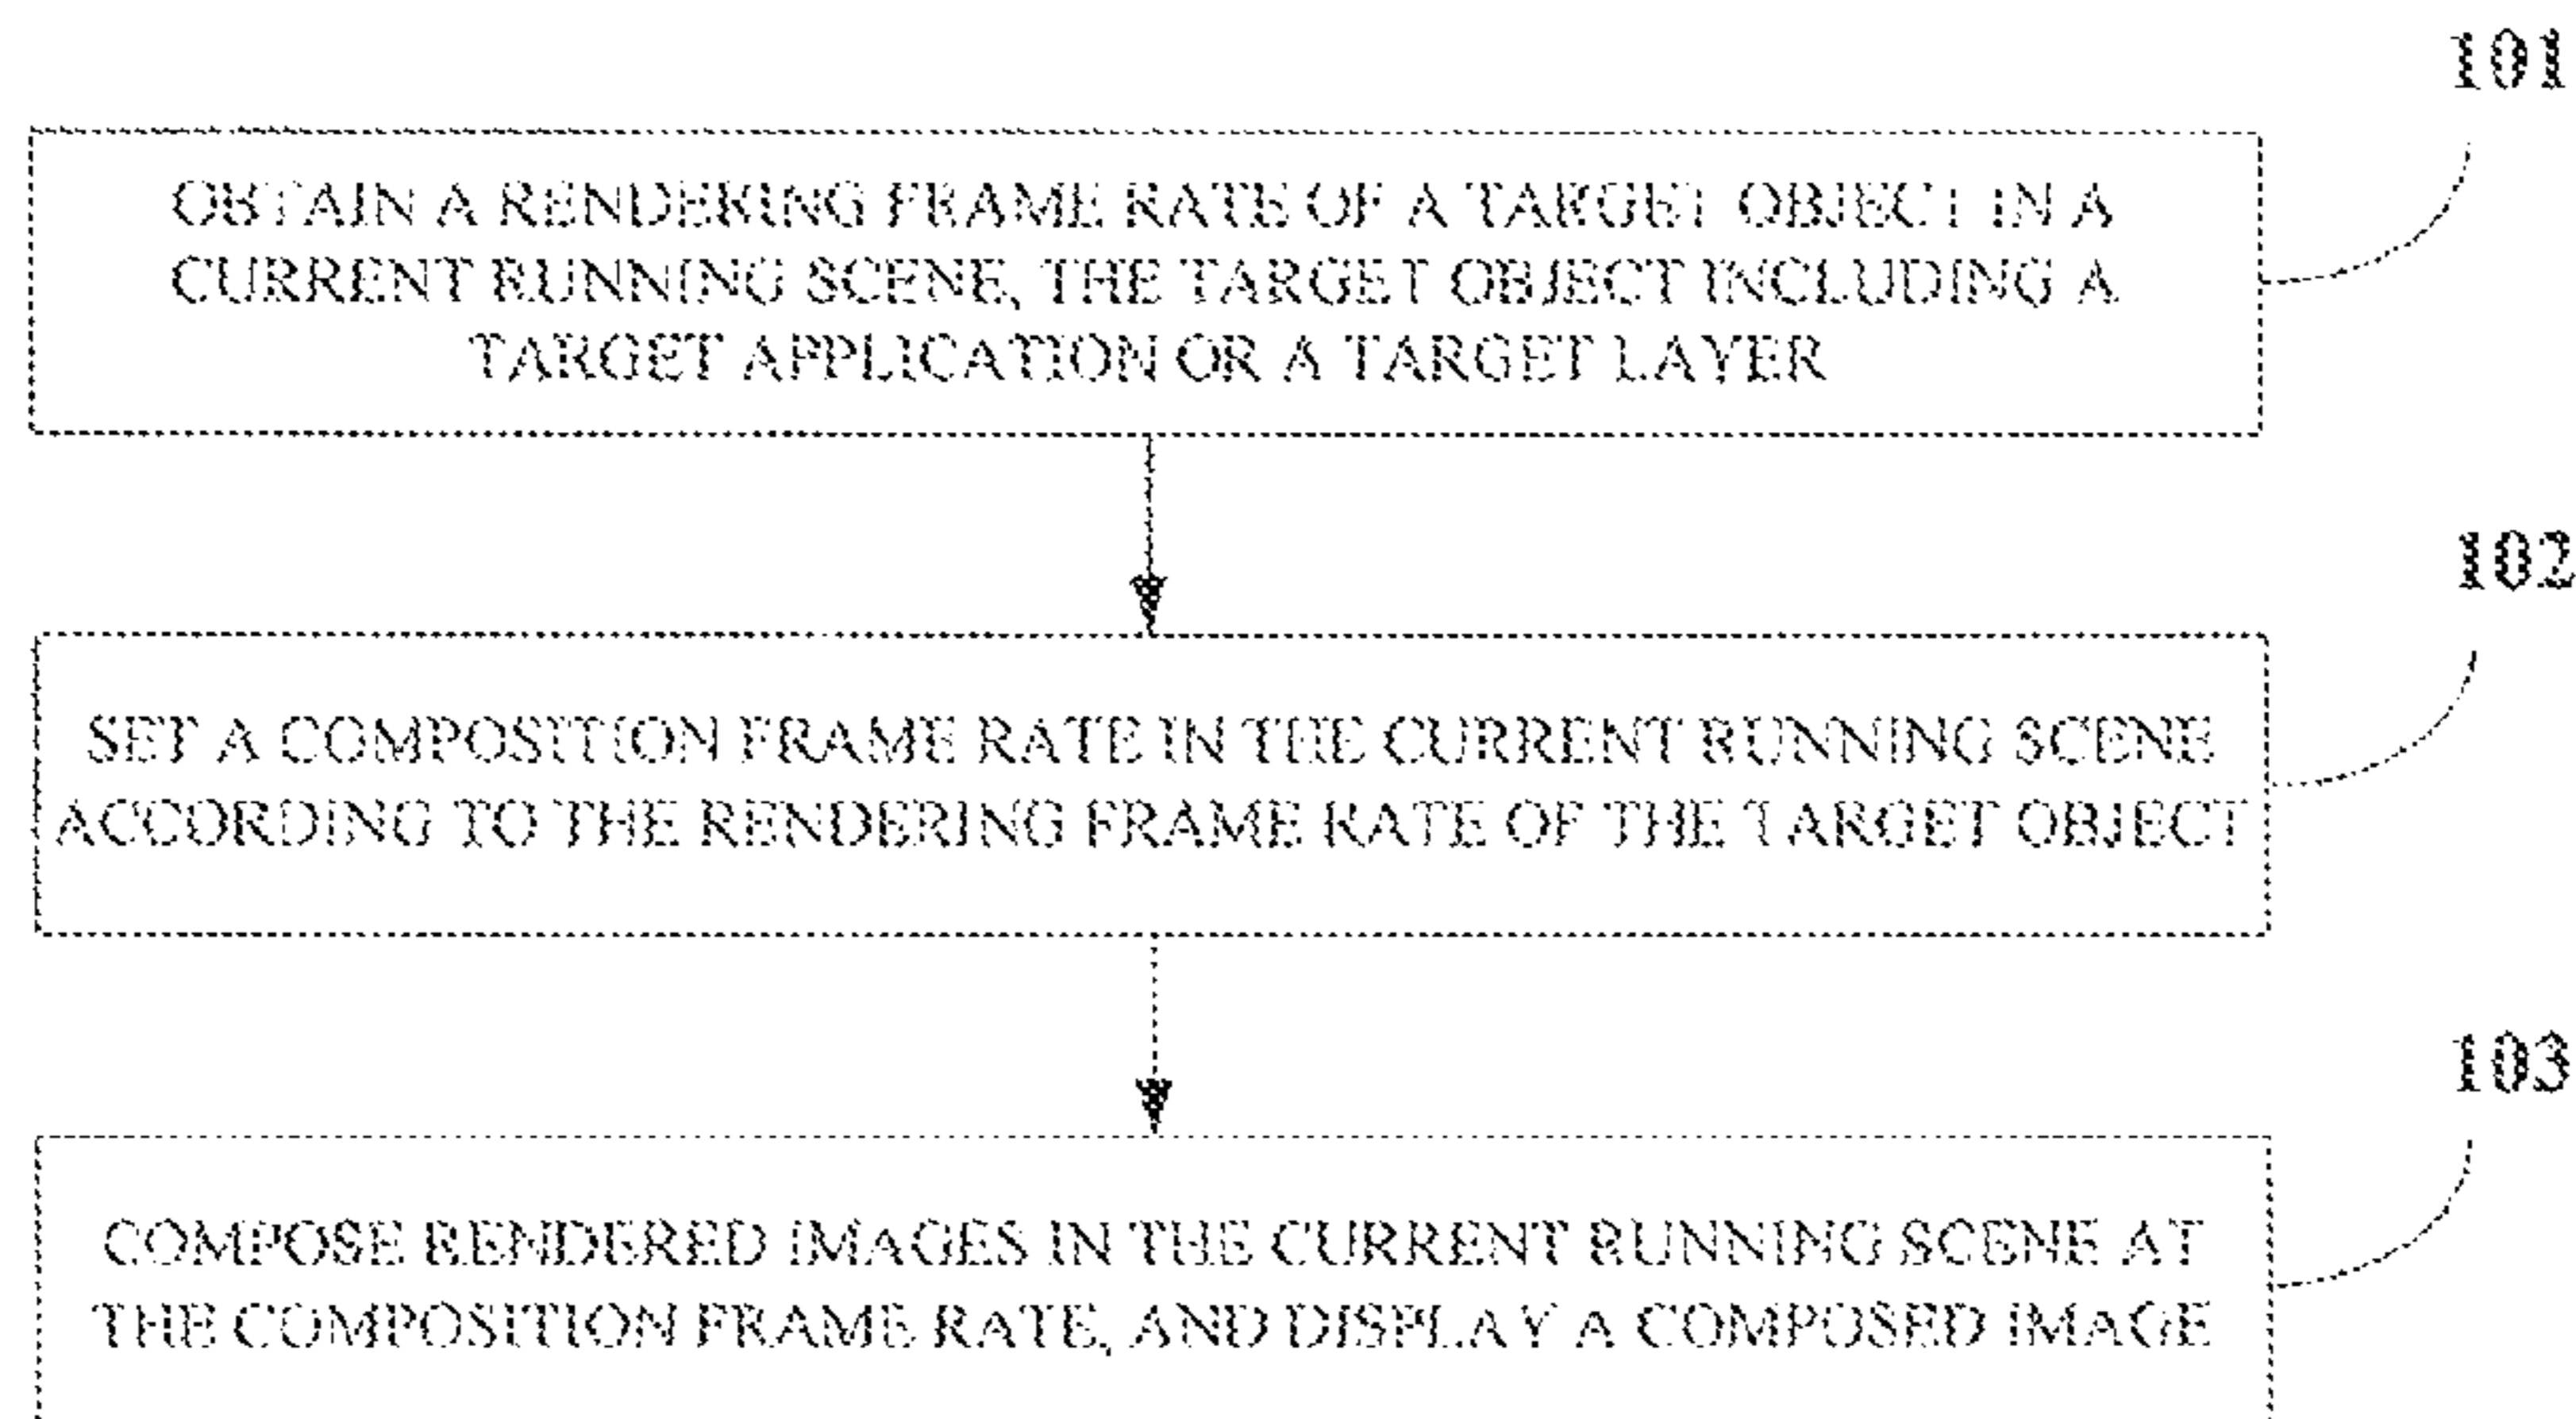 101
OBTAIN A RENDERING FRAME RATE OF A TARGET OBJECT IN A
CURRENT RUNNING SCENE, THE TARGET OBJECT INCLUDING A
TARGET APPLICATION OR A TARGET LAYER
102
SET A COMPOSITION FRAME RATE IN THE CURRENT RUNNING SCENE
ACCORDING TO THE RENDERING FRAME RATE OF THE TARGET OBJECT
103
COMPOSE RENDERED IMAGES IN THE CURRENT RUNNING SCENE AT
THE COMPOSITION FRAME RATE, AND DISPLAY A COMPOSED IMAGE